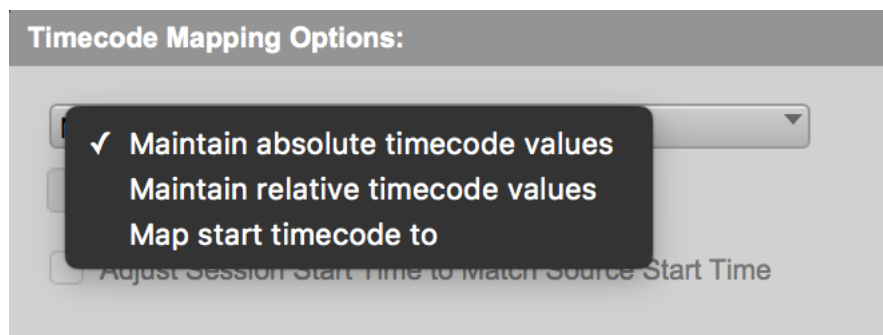 Timecode Mapping Options:
✓ Maintain absolute timecode values
Maintain relative timecode values
Map start timecode to
Adjust Session Start Time to Match Source Start Time